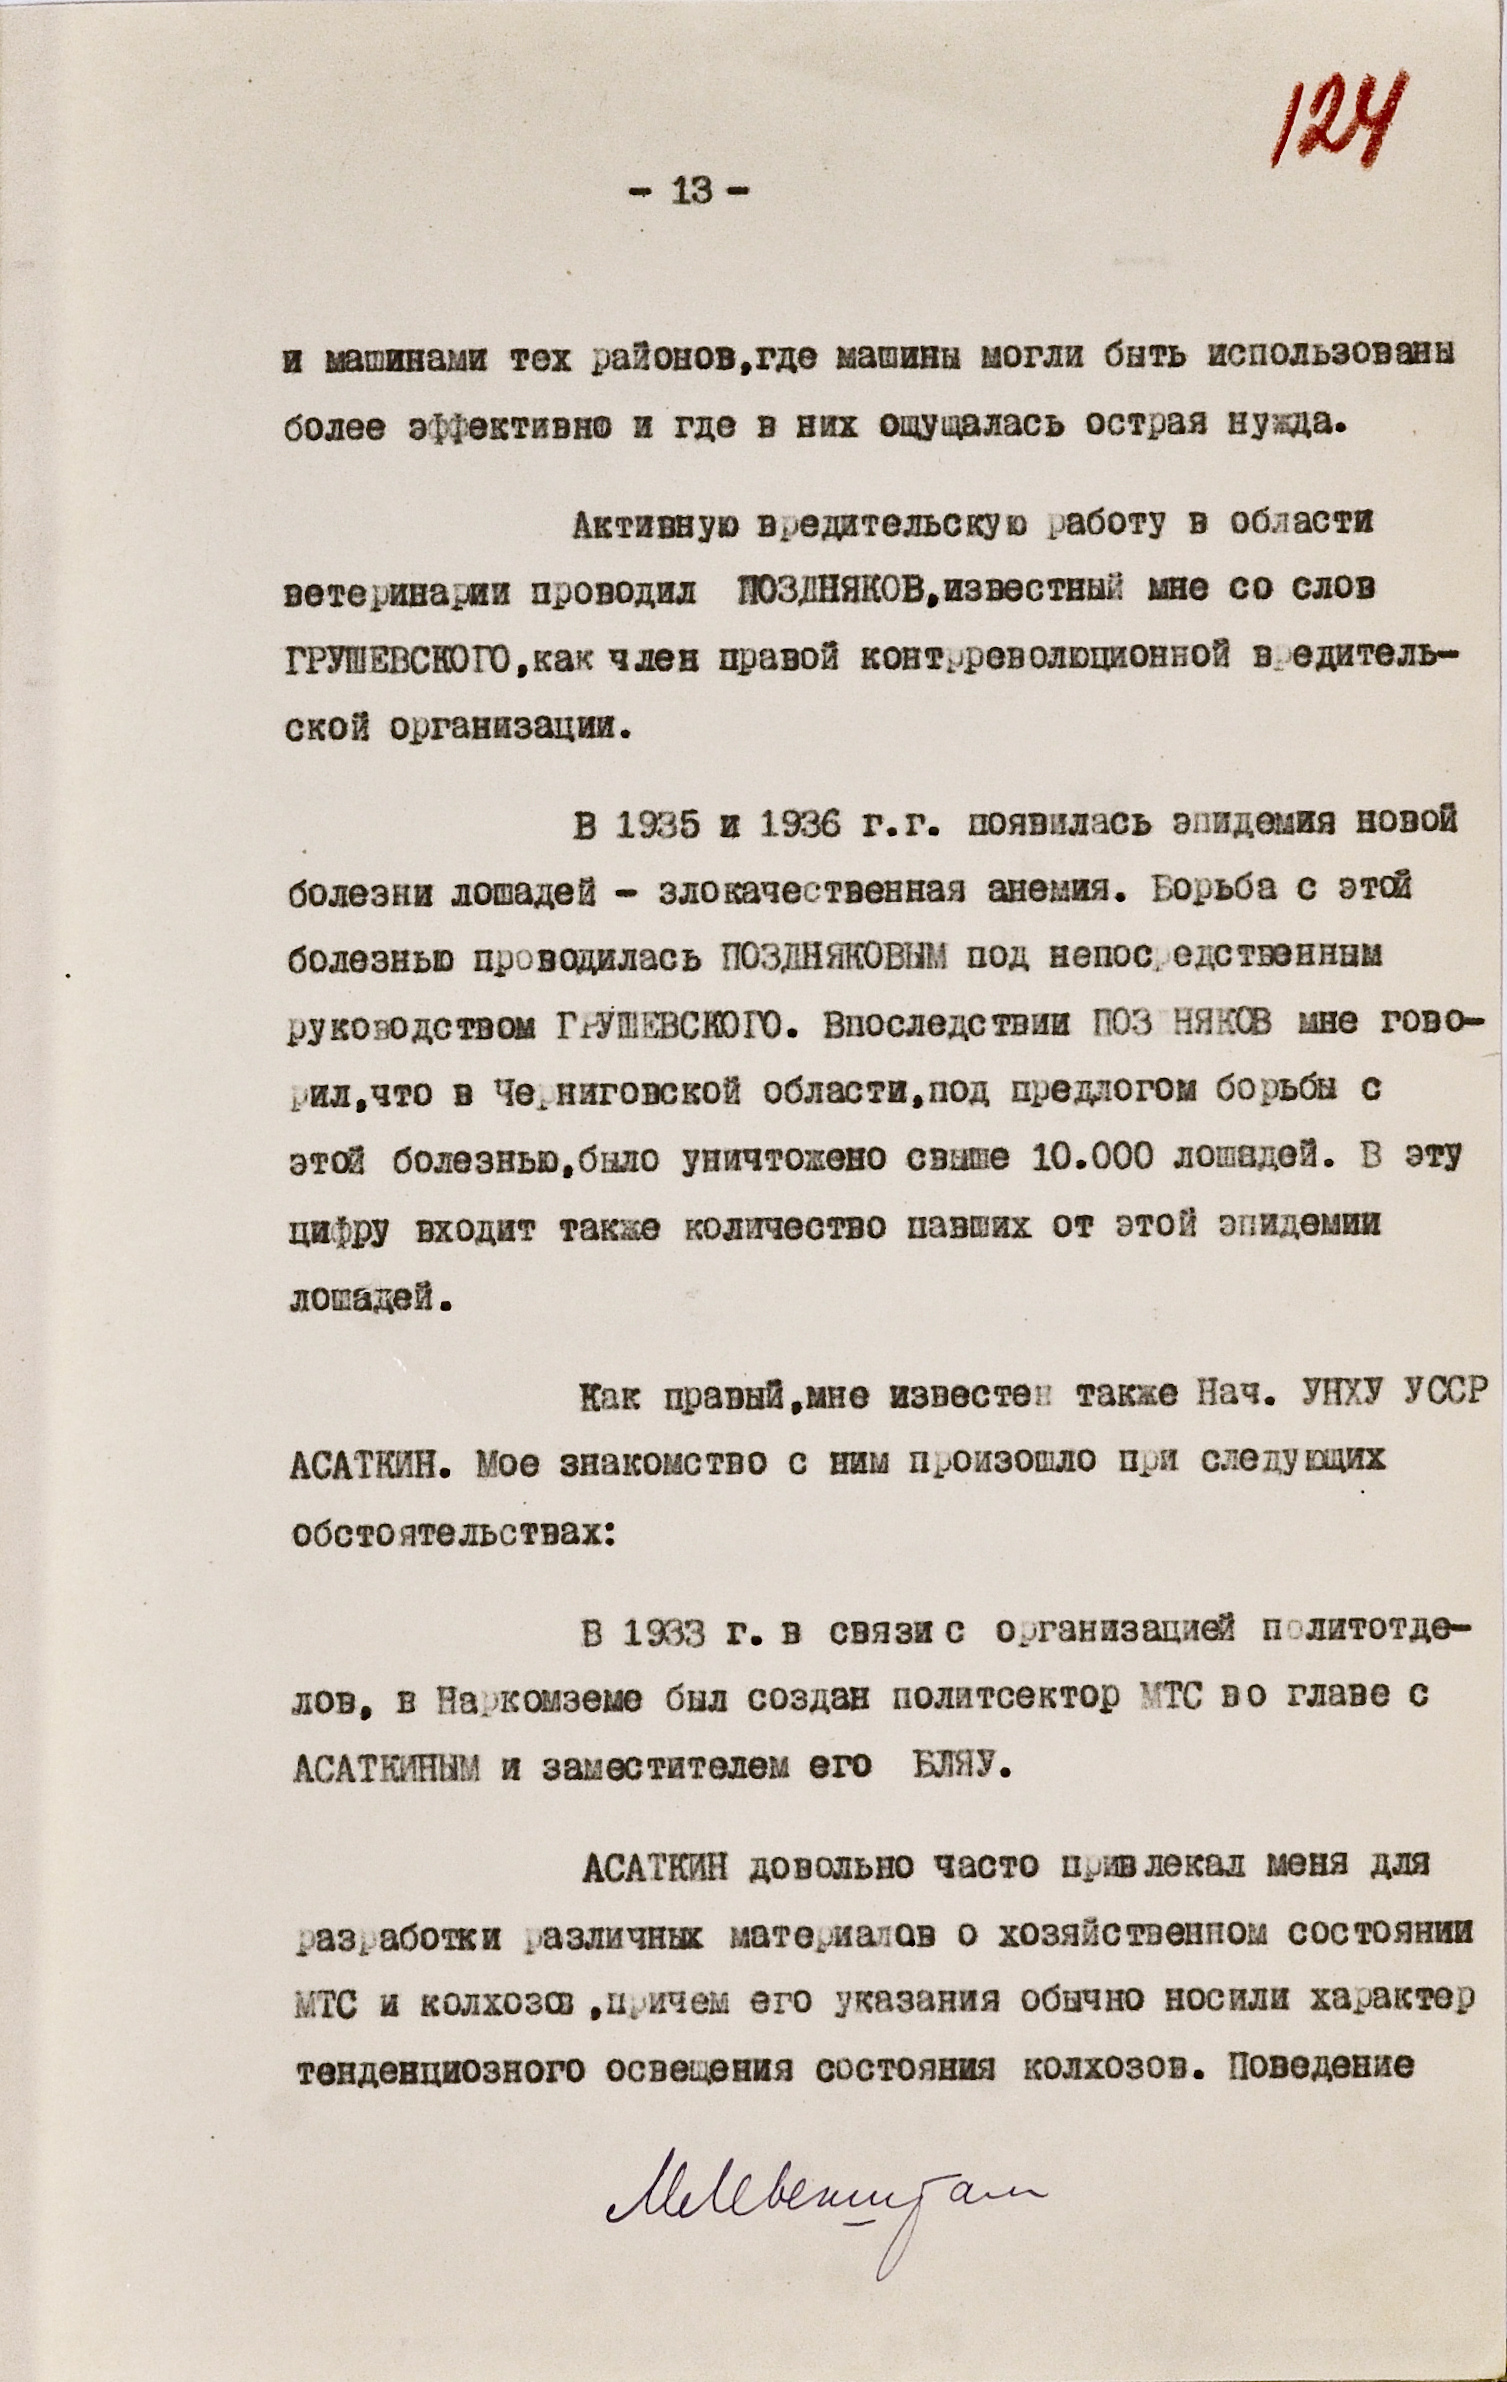 124
- 13 -
и машинами тех районов,где машины могли быть использованы
более эффективно и где в них ощущалась острая нужда.
Активную вредительскую работу в области
ветеринарии проводил ПОЗДНЯКОВ,известный мне со слов
ГРУШЕВСКОГО,как член правой контрреволюционной вредитель-
ской организации.
В 1935 и 1936 г.г. появилась эпидемия новой
болезни лошадей - злокачественная анемия. Борьба с этой
болезнью проводилась ПОЗДНЯКОВЫМ под непосредственным
руководством ГРУШЕВСКОГО. Впоследствии ПОЗ НЯКОВ мне гово-
рил,что в Черниговской области,под предлогом борьбы с
этой болезнью,было уничтожено свыше 10.000 лошадей. В эту
цифру входит также количество павших от этой эпидемии
лошадей.
Как правый,мне известен также Нач. УНХУ УССР
АСАТКИН. Мое знакомство с ним произошло при следующих
обстоятельствах:
В 1933 г. в связи с организацией политотде-
лов, в Наркомземе был создан политсектор МТС во главе с
АСАТКИНЫМ и заместителем его БЛЯУ.
АСАТКИН довольно часто привлекал меня для
разработки различных материалов о хозяйственном состоянии
МТС и колхозов,причем его указания обычно носили характер
тенденциозного освещения состояния колхозов. Поведение